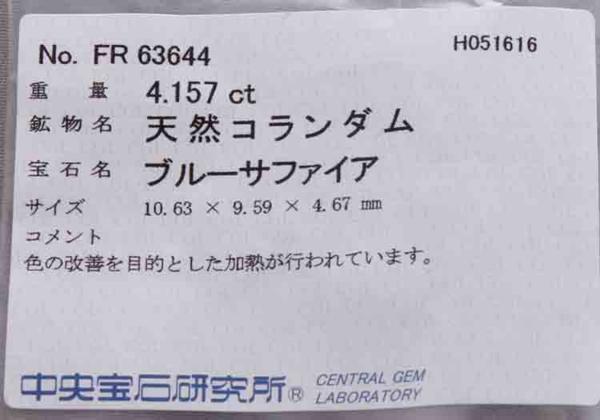 No. FR 63644
H051616
重量 4.157 ct
鉱物名 天然コランダム
宝石名 ブルーサファイア
サイズ 10.63 × 9.59 × 4.67 mm
コメント
色の改善を目的とした加熱が行われています。
中央宝石研究所® CENTRAL GEM
LABORATORY